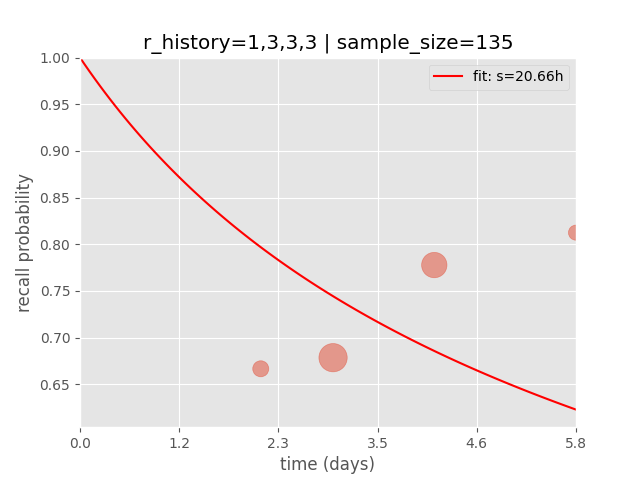 r_history=1,3,3,3 | sample_size=135
fit: s=20.66h
1.00
0.95
0.90
0.85
0.80
0.75
0.70
0.65
recall probability
0.0 1.2 2.3 3.5 4.6 5.8
time (days)